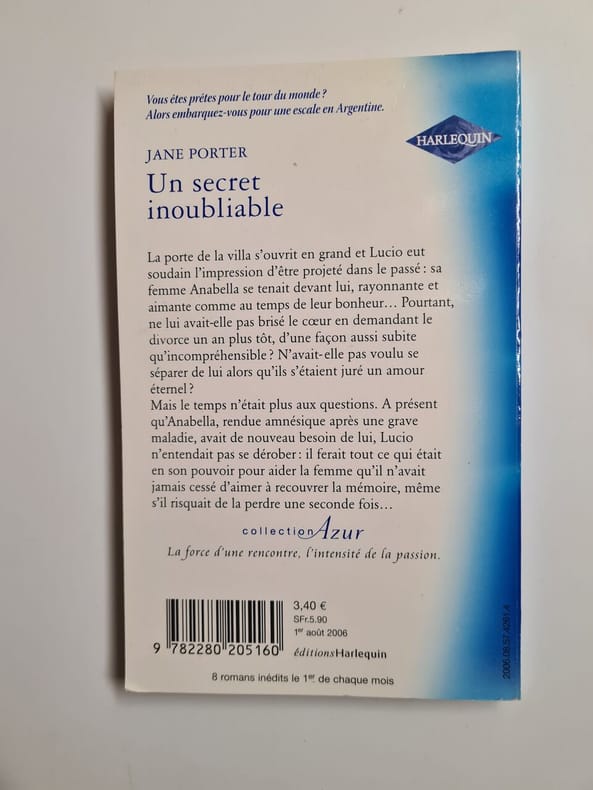 Vous êtes prêtes pour le tour du monde ?
Alors embarquez-vous pour une escale en Argentine.
HARLEQUIN
JANE PORTER
Un secret
inoubliable
La porte de la villa s'ouvrit en grand et Lucio eut
soudain l'impression d'être projeté dans le passé : sa
femme Anabella se tenait devant lui, rayonnante et
aimante comme au temps de leur bonheur... Pourtant,
ne lui avait-elle pas brisé le cœur en demandant le
divorce un an plus tôt, d'une façon aussi subite
qu'incompréhensible ? N'avait-elle pas voulu se
séparer de lui alors qu'ils s'étaient juré un amour
éternel ?
Mais le temps n'était plus aux questions. A présent
qu'Anabella, rendue amnésique après une grave
maladie, avait de nouveau besoin de lui, Lucio
n'entendait pas se dérober : il ferait tout ce qui était
en son pouvoir pour aider la femme qu'il n'avait
jamais cessé d'aimer à recouvrer la mémoire, même
s'il risquait de la perdre une seconde fois...
collection Azur
La force d'une rencontre, l'intensité de la passion.
3,40 €
SFr.5.90
1er août 2006
éditionsHarlequin
9 782280 205160
8 romans inédits le 1er de chaque mois
2006.08.57.4261.4